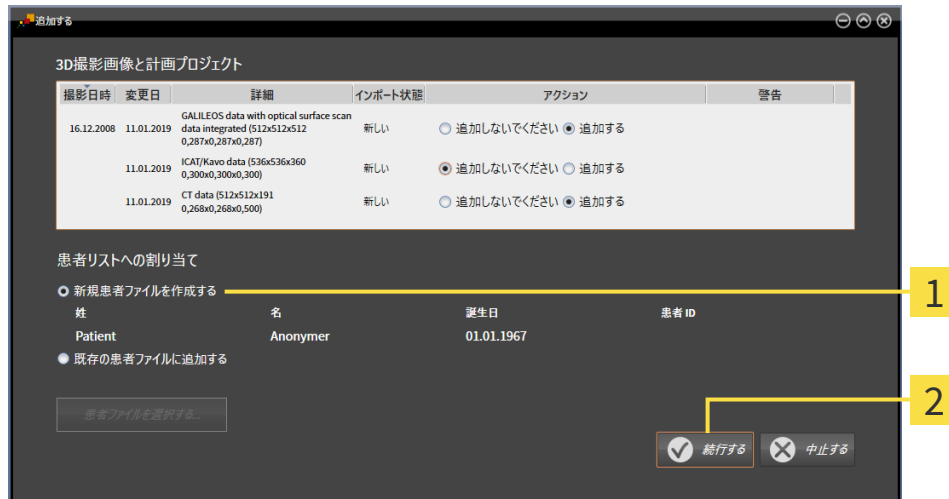 追加する
3D撮影画像と計画プロジェクト
撮影日時 変更日 詳細 インポート状態 アクション 警告
GALILEOS data with optical surface scan
16.12.2008 11.01.2019 data integrated (512x512x512 新しい 追加しないでください 追加する
0,287x0,287x0,287)
11.01.2019 ICAT/Kavo data (536x536x360 新しい 追加しないでください 追加する
0,300x0,300x0,300)
11.01.2019 CT data (512x512x191 新しい 追加しないでください 追加する
0,268x0,268x0,500)
患者リストへの割り当て
新規患者ファイルを作成する 1
姓 名 誕生日 患者 ID
Patient Anonymer 01.01.1967
既存の患者ファイルに追加する
患者ファイルを選択する... 2
続行する 中止する